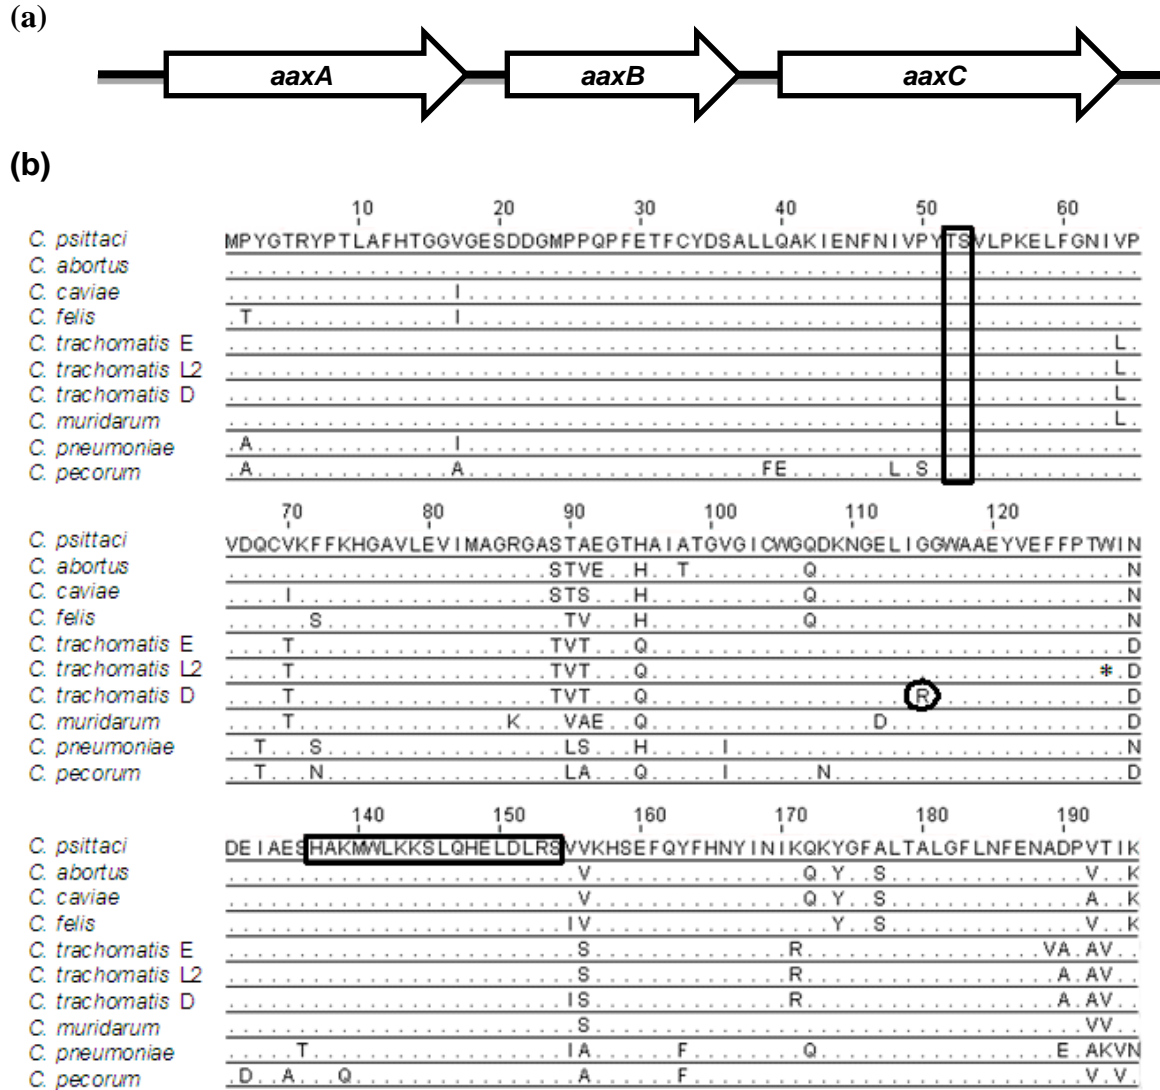 (a)
aaxA aaxB aaxC
(b)
10 20 30 40 50 60
C. psittaci MPYGTRYPTLAFHTGGVGESDDGMPPQPFETFCYDSALLQAKIENFNIVPYTSVLPKELFGNIVP
C. abortus
C. caviae I
C. felis T I
C. trachomatis E L
C. trachomatis L2 L
C. trachomatis D L
C. muridarum L
C. pneumoniae A I
C. pecorum A A FE L S
70 80 90 100 110 120
C. psittaci VDQCVKFFKHGAVLEVIMAGRGASTAEGTHAIATGVGICWGQDKNGELIGGWAAEYVEFFPTWIN
C. abortus STVE H T Q N
C. caviae I STS H Q N
C. felis S TV H Q N
C. trachomatis E T TVT Q D
C. trachomatis L2 T TVT Q * D
C. trachomatis D T TVT Q R D
C. muridarum T K VAE Q D D
C. pneumoniae T S LS H I N
C. pecorum T N LA Q I N D
140 150 160 170 180 190
C. psittaci DEIAESHAKMWLKKSLQHELDLRSVVKHSEFQYFHNYINIKQKYGFALTALGFLNFENADPVTIK
C. abortus V Q Y S V K
C. caviae V Q Y S A K
C. felis IV Y S V K
C. trachomatis E S R VA AV
C. trachomatis L2 S R A AV
C. trachomatis D IS R A AV
C. muridarum S VV
C. pneumoniae T IA F Q E AKVN
C. pecorum D A Q A F V V